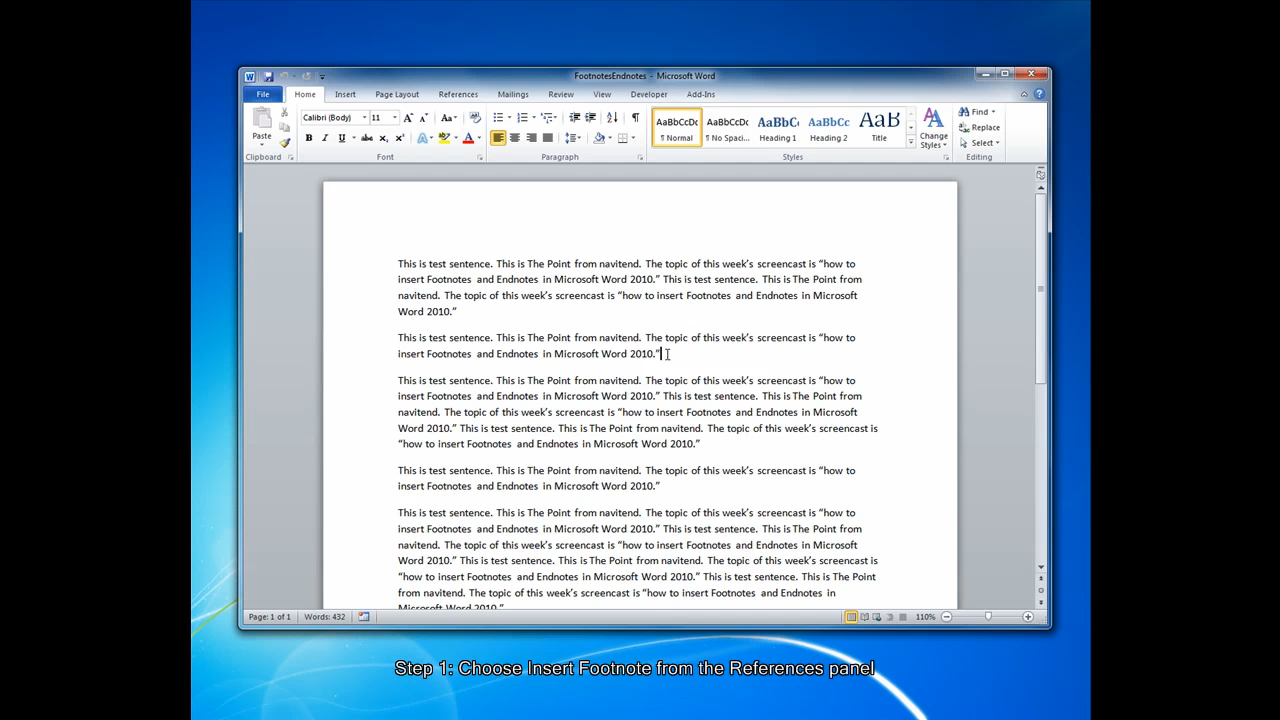 FootnotesEndnotes - Microsoft Word
File Home Insert Page Layout References Mailings Review View Developer Add-Ins
Calibri (Body) 11
Paste
Clipboard
Font
Paragraph
AaBbCcDc AaBbCcDc AaBbC AaBbCc AaB
¶ Normal ¶ No Spaci... Heading 1 Heading 2 Title
Change Styles
Styles
Find
Replace
Select
Editing
This is test sentence. This is The Point from navitend. The topic of this week’s screencast is “how to
insert Footnotes and Endnotes in Microsoft Word 2010.” This is test sentence. This is The Point from
navitend. The topic of this week’s screencast is “how to insert Footnotes and Endnotes in Microsoft
Word 2010.”
This is test sentence. This is The Point from navitend. The topic of this week’s screencast is “how to
insert Footnotes and Endnotes in Microsoft Word 2010.”
This is test sentence. This is The Point from navitend. The topic of this week’s screencast is “how to
insert Footnotes and Endnotes in Microsoft Word 2010.” This is test sentence. This is The Point from
navitend. The topic of this week’s screencast is “how to insert Footnotes and Endnotes in Microsoft
Word 2010.” This is test sentence. This is The Point from navitend. The topic of this week’s screencast is
“how to insert Footnotes and Endnotes in Microsoft Word 2010.”
This is test sentence. This is The Point from navitend. The topic of this week’s screencast is “how to
insert Footnotes and Endnotes in Microsoft Word 2010.”
This is test sentence. This is The Point from navitend. The topic of this week’s screencast is “how to
insert Footnotes and Endnotes in Microsoft Word 2010.” This is test sentence. This is The Point from
navitend. The topic of this week’s screencast is “how to insert Footnotes and Endnotes in Microsoft
Word 2010.” This is test sentence. This is The Point from navitend. The topic of this week’s screencast is
“how to insert Footnotes and Endnotes in Microsoft Word 2010.” This is test sentence. This is The Point
from navitend. The topic of this week’s screencast is “how to insert Footnotes and Endnotes in
Microsoft Word 2010.”
Page: 1 of 1 Words: 432 110%
Step 1: Choose Insert Footnote from the References panel